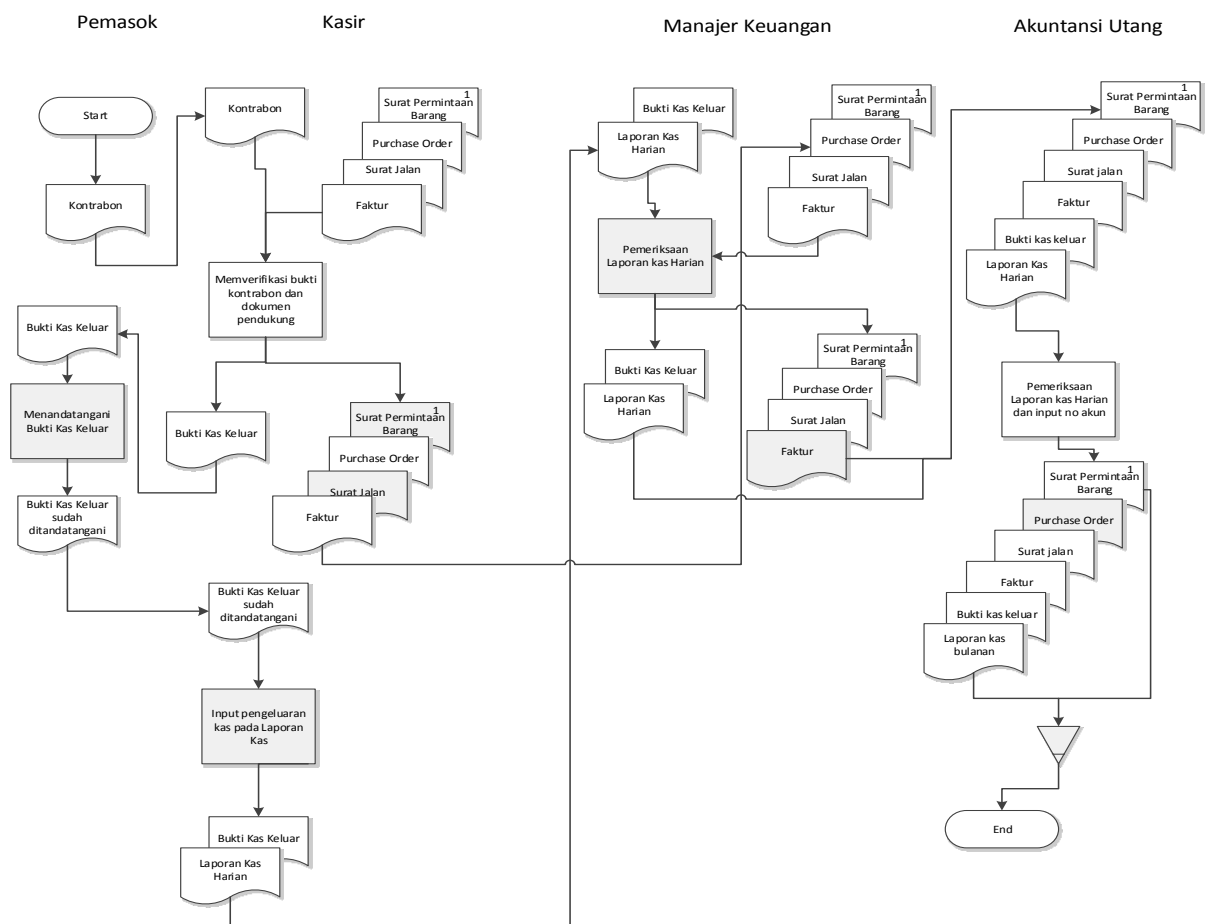 Pemasok
Kasir
Manajer Keuangan
Akuntansi Utang
Start
Kontrabon
Kontrabon
1
Surat Permintaan
Barang
Purchase Order
Surat Jalan
Faktur
Memverifikasi bukti
kontrabon dan
dokumen
pendukung
Bukti Kas Keluar
Menandatangani
Bukti Kas Keluar
Bukti Kas Keluar
sudah
ditandatangani
Bukti Kas Keluar
1
Surat Permintaan
Barang
Purchase Order
Surat Jalan
Faktur
Bukti Kas Keluar
sudah
ditandatangani
Input pengeluaran
kas pada Laporan
Kas
Bukti Kas Keluar
Laporan Kas
Harian
Bukti Kas Keluar
Laporan Kas
Harian
1
Surat Permintaan
Barang
Purchase Order
Surat Jalan
Faktur
Pemeriksaan
Laporan kas Harian
Bukti Kas Keluar
Laporan Kas
Harian
1
Surat Permintaan
Barang
Purchase Order
Surat Jalan
Faktur
1
Surat Permintaan
Barang
Purchase Order
Surat jalan
Faktur
Bukti kas keluar
Laporan Kas
Harian
Pemeriksaan
Laporan kas Harian
dan input no akun
1
Surat Permintaan
Barang
Purchase Order
Surat jalan
Faktur
Bukti kas keluar
Laporan kas
bulanan
End